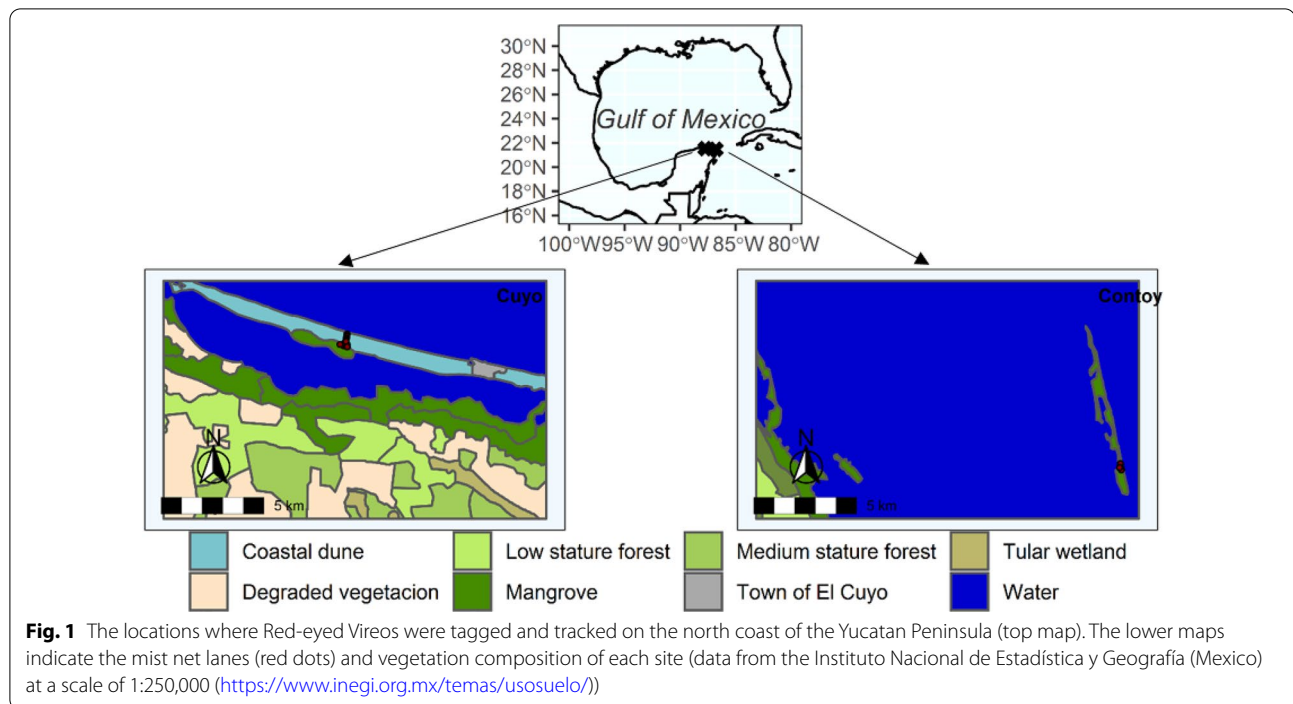 30°N
28°N
26°N
24°N
22°N
20°N
18°N
16°N
Gulf of Mexico
100°W 95°W 90°W 85°W 80°W
Cuyo
N
5 km
Contoy
N
5 km
Coastal dune
Low stature forest
Medium stature forest
Tular wetland
Degraded vegetacion
Mangrove
Town of El Cuyo
Water
Fig. 1 The locations where Red-eyed Vireos were tagged and tracked on the north coast of the Yucatan Peninsula (top map). The lower maps
indicate the mist net lanes (red dots) and vegetation composition of each site (data from the Instituto Nacional de Estadística y Geografía (Mexico)
at a scale of 1:250,000 (https://www.inegi.org.mx/temas/usosuelo/))